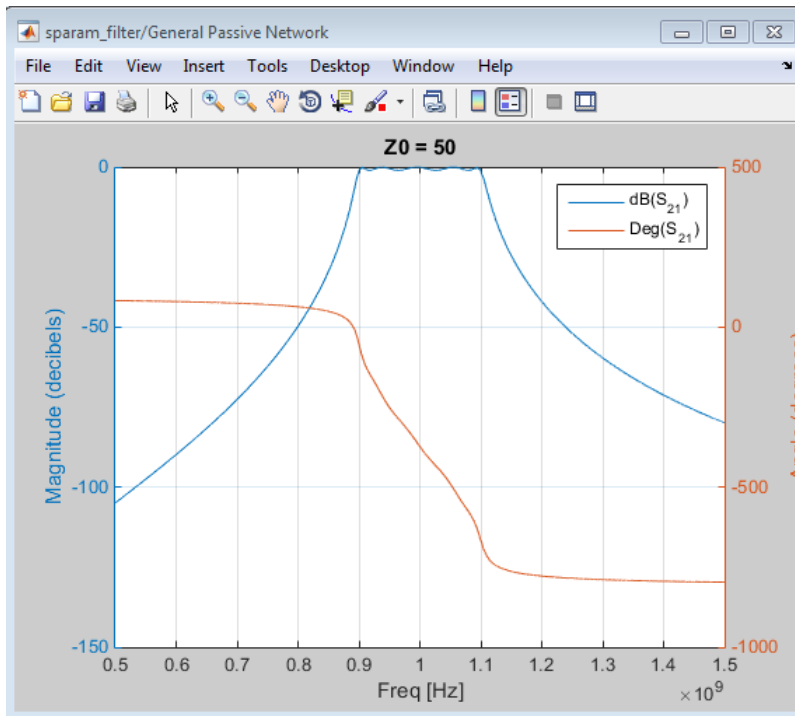 sparam_filter/General Passive Network
File Edit View Insert Tools Desktop Window Help
Z0 = 50
dB(S21)
Deg(S21)
0
-50
-100
-150
Magnitude (decibels)
500
0
-500
-1000
0.5 0.6 0.7 0.8 0.9 1 1.1 1.2 1.3 1.4 1.5
Freq [Hz]
×10^9